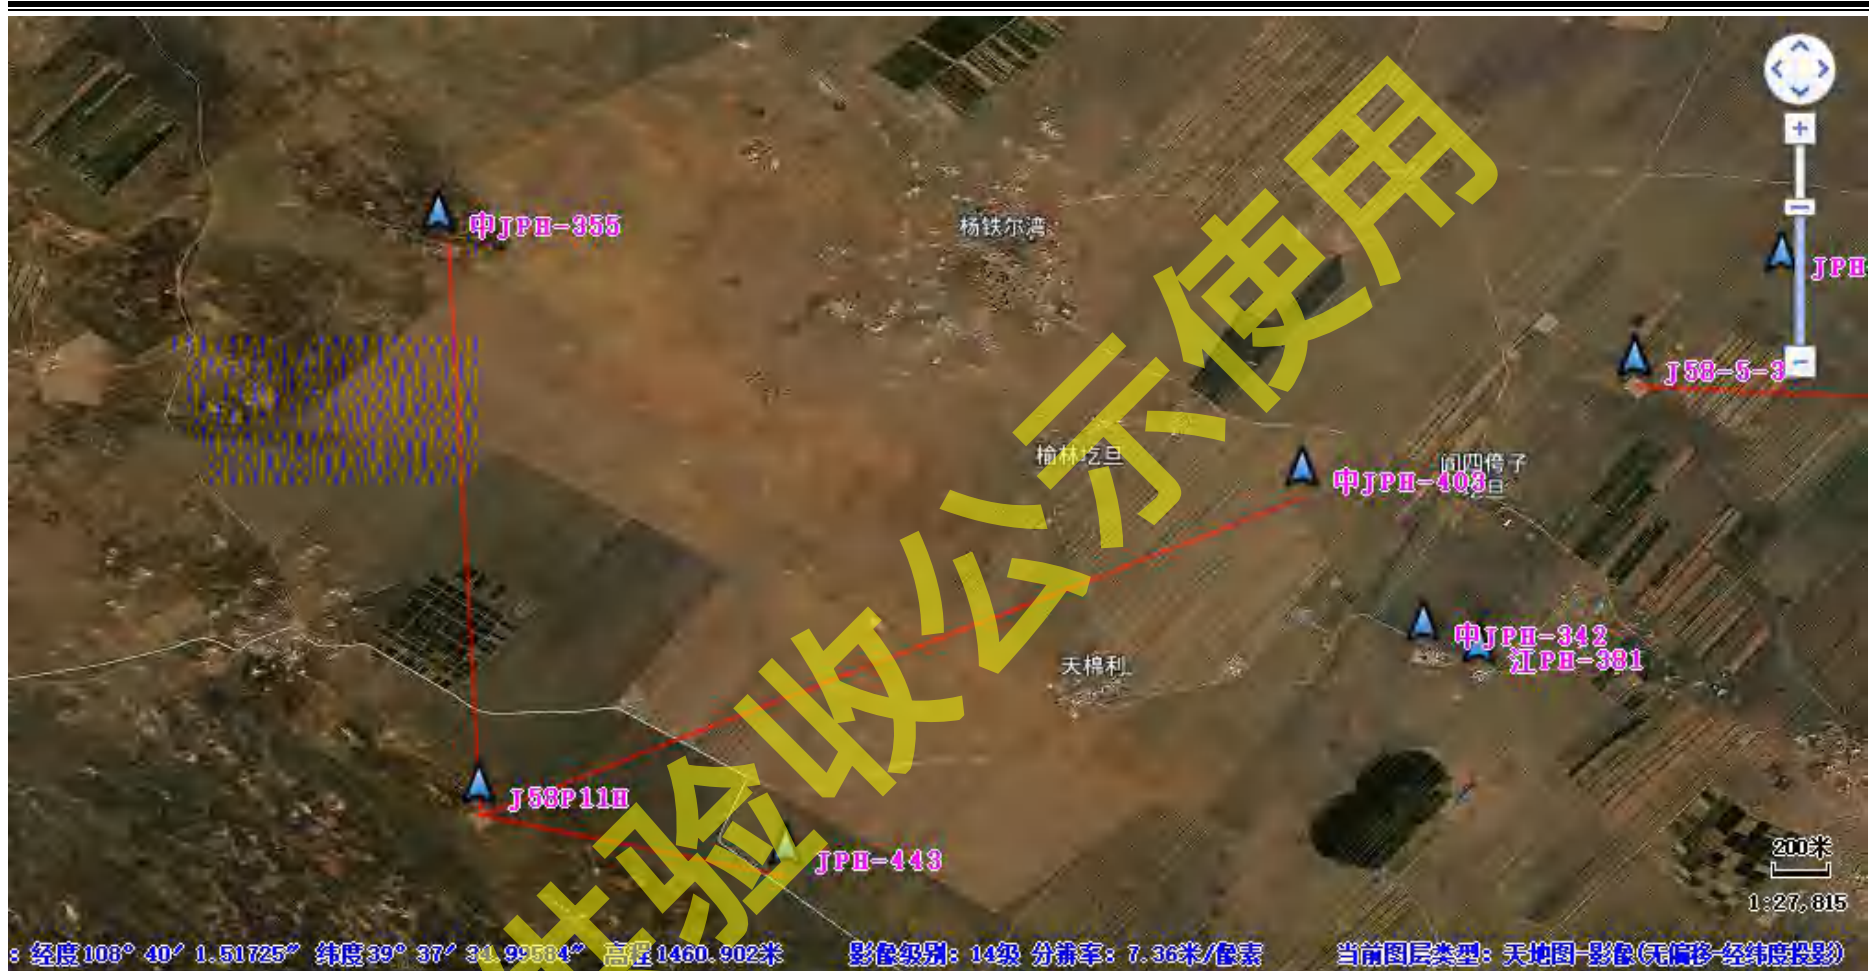 中JPH-355
杨铁尔湾
JPH
J58-5-3
榆林圪旦
中JPH-403
中JPH-342
江PH-381
天棉利
J58P11H
JPH-443
供验收公示使用
200米
1:27,815
: 经度108° 40′ 1.51725″ 纬度39° 37′ 34.99584″ 高程1460.902米 影像级别: 14级 分辨率: 7.36米/像素 当前图层类型: 天地图-影像(无偏移-经纬度投影)